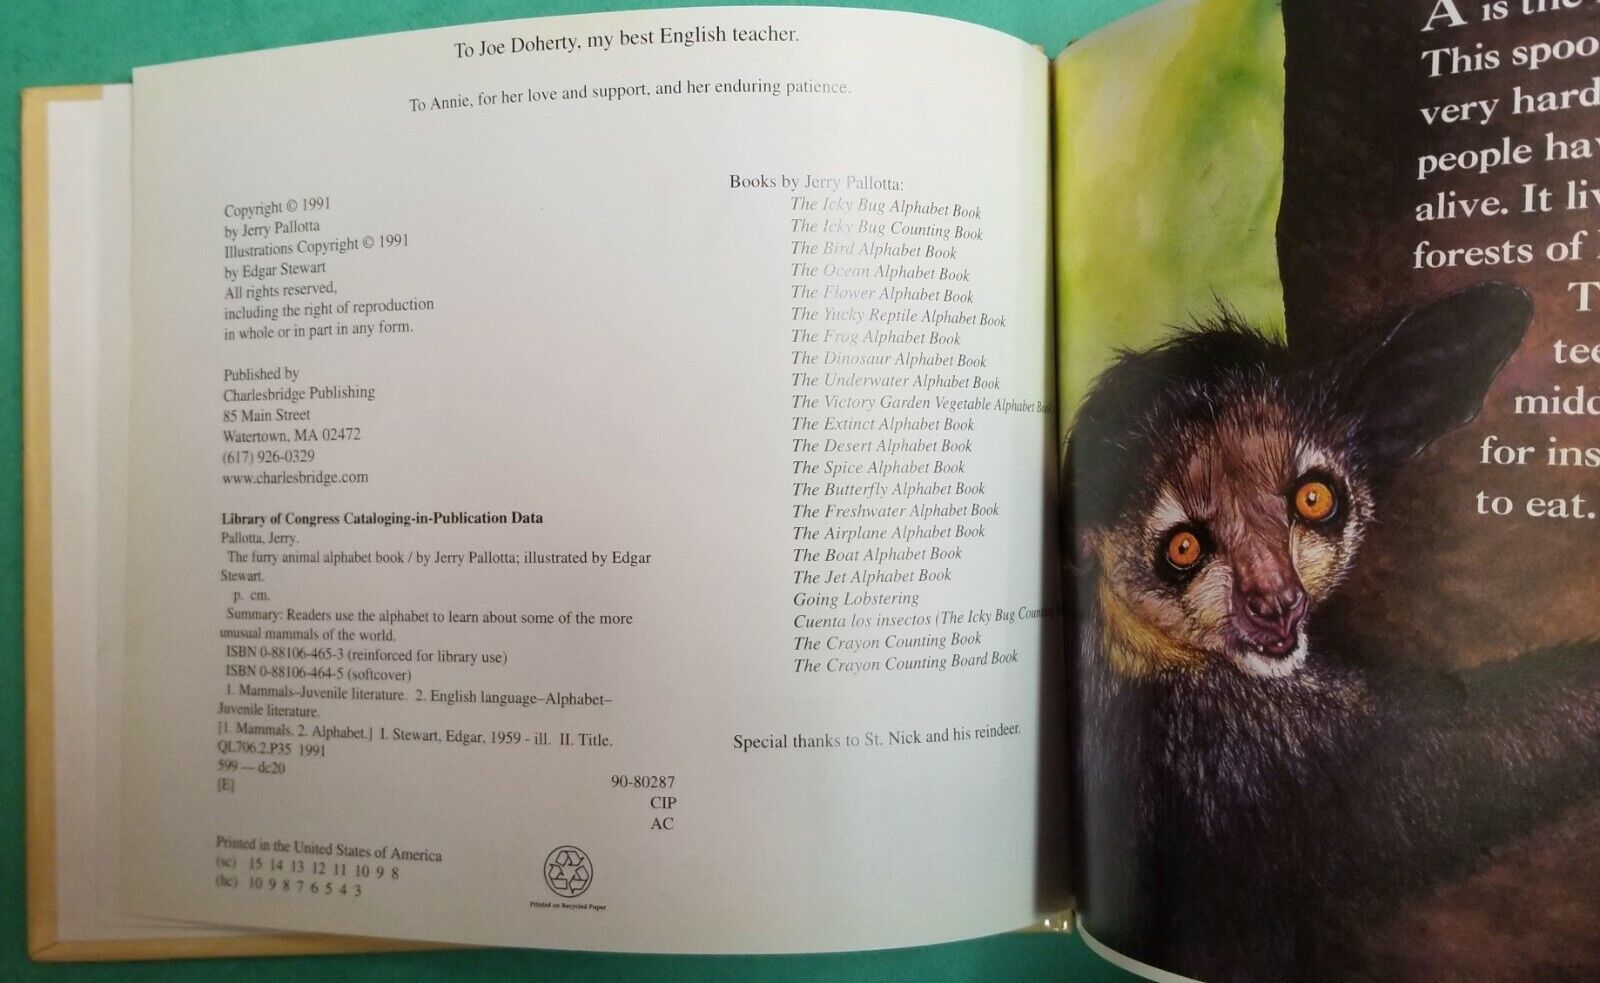 To Joe Doherty, my best English teacher.
To Annie, for her love and support, and her enduring patience.
Copyright © 1991
by Jerry Pallotta
Illustrations Copyright © 1991
by Edgar Stewart
All rights reserved,
including the right of reproduction
in whole or in part in any form.
Published by
Charlesbridge Publishing
85 Main Street
Watertown, MA 02472
(617) 926-0329
www.charlesbridge.com
Library of Congress Cataloging-in-Publication Data
Pallotta, Jerry.
The furry animal alphabet book / by Jerry Pallotta; illustrated by Edgar
Stewart.
p. cm.
Summary: Readers use the alphabet to learn about some of the more
unusual mammals of the world.
ISBN 0-88106-465-3 (reinforced for library use)
ISBN 0-88106-464-5 (softcover)
1. Mammals–Juvenile literature. 2. English language–Alphabet–
Juvenile literature.
[1. Mammals. 2. Alphabet.] I. Stewart, Edgar, 1959 - ill. II. Title.
QL706.2.P35 1991
599 — dc20
[E]
90-80287
CIP
AC
Printed in the United States of America
(sc) 15 14 13 12 11 10 9 8
(hc) 10 9 8 7 6 5 4 3
Printed on Recycled Paper
Books by Jerry Pallotta:
The Icky Bug Alphabet Book
The Icky Bug Counting Book
The Bird Alphabet Book
The Ocean Alphabet Book
The Flower Alphabet Book
The Yucky Reptile Alphabet Book
The Frog Alphabet Book
The Dinosaur Alphabet Book
The Underwater Alphabet Book
The Victory Garden Vegetable Alphabet Book
The Extinct Alphabet Book
The Desert Alphabet Book
The Spice Alphabet Book
The Butterfly Alphabet Book
The Freshwater Alphabet Book
The Airplane Alphabet Book
The Boat Alphabet Book
The Jet Alphabet Book
Going Lobstering
Cuenta los insectos (The Icky Bug
The Crayon Counting Book
The Crayon Counting Board Book
Special thanks to St. Nick and his reindeer.
A is the
This spoo
very hard
people hav
alive. It liv
forests of
T
tee
midd
for ins
to eat.